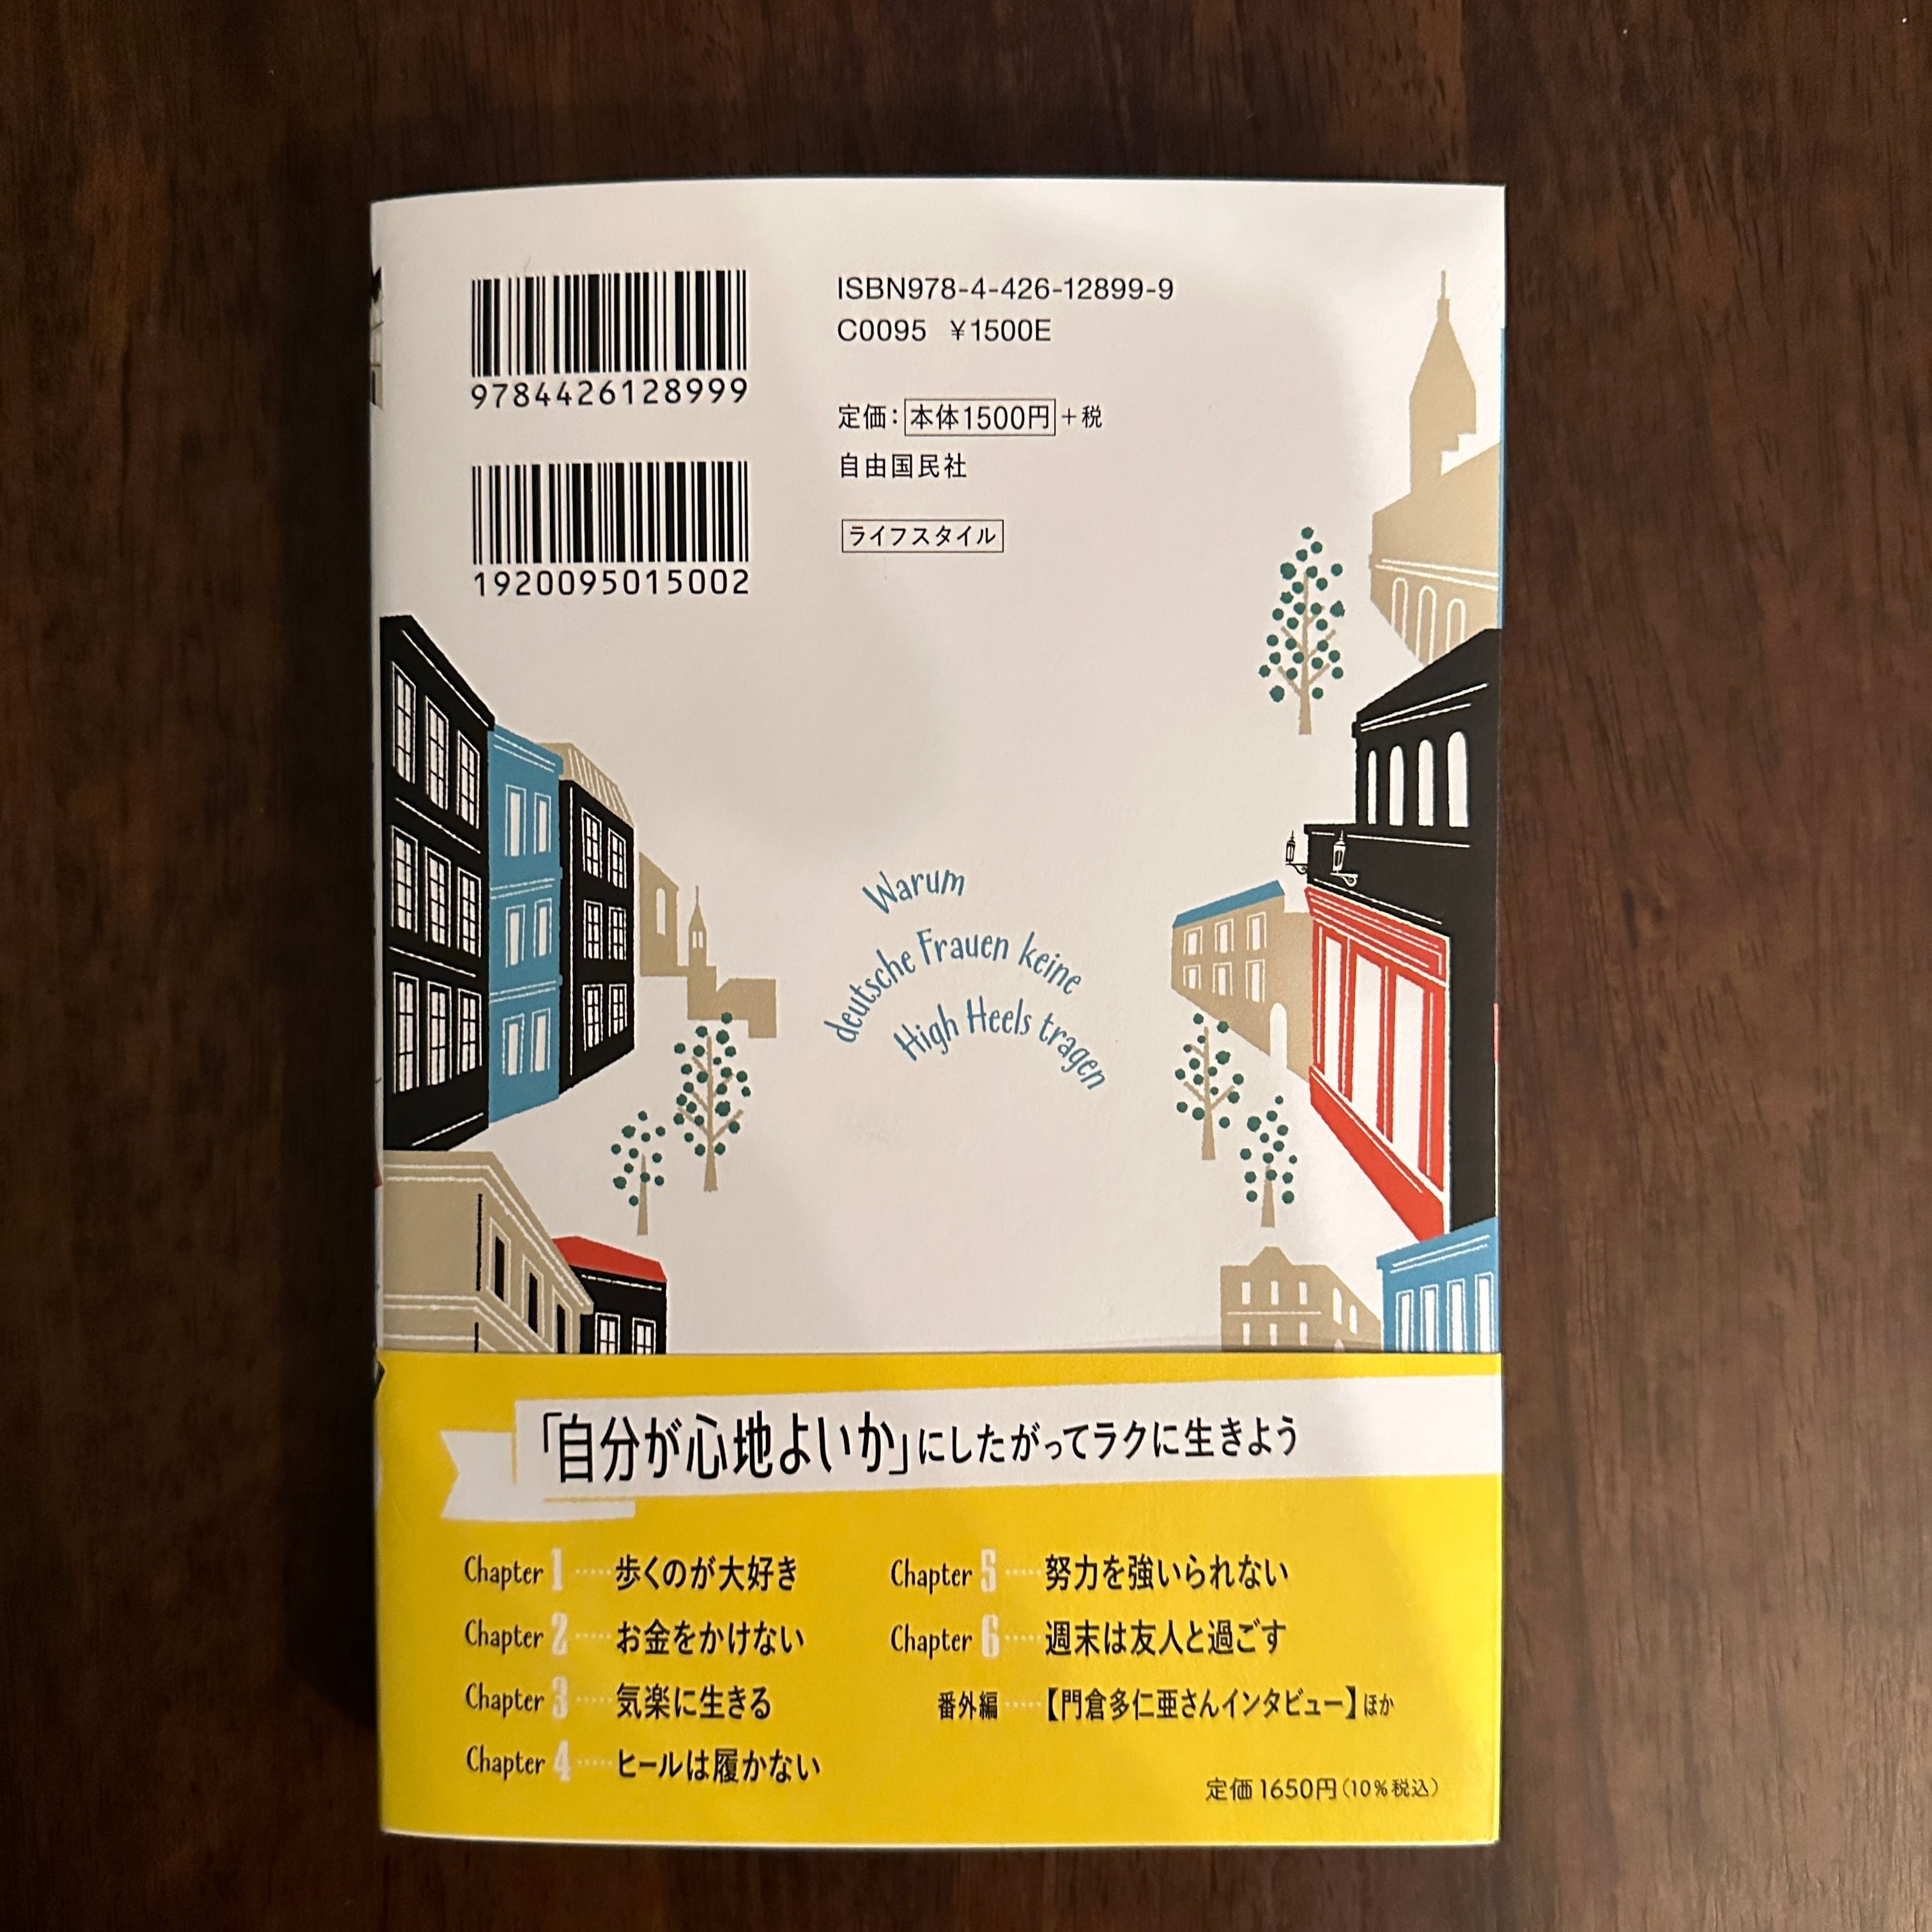 9784426128999
1920095015002
ISBN978-4-426-12899-9
C0095 ¥1500E
定価：本体1500円＋税
自由国民社
ライフスタイル
Warum
deutsche Frauen keine
High Heels tragen
「自分が心地よいか」にしたがってラクに生きよう
Chapter 1……歩くのが大好き
Chapter 2……お金をかけない
Chapter 3……気楽に生きる
Chapter 4……ヒールは履かない
Chapter 5……努力を強いられない
Chapter 6……週末は友人と過ごす
番外編……【門倉多仁亜さんインタビュー】ほか
定価1650円（10％税込）